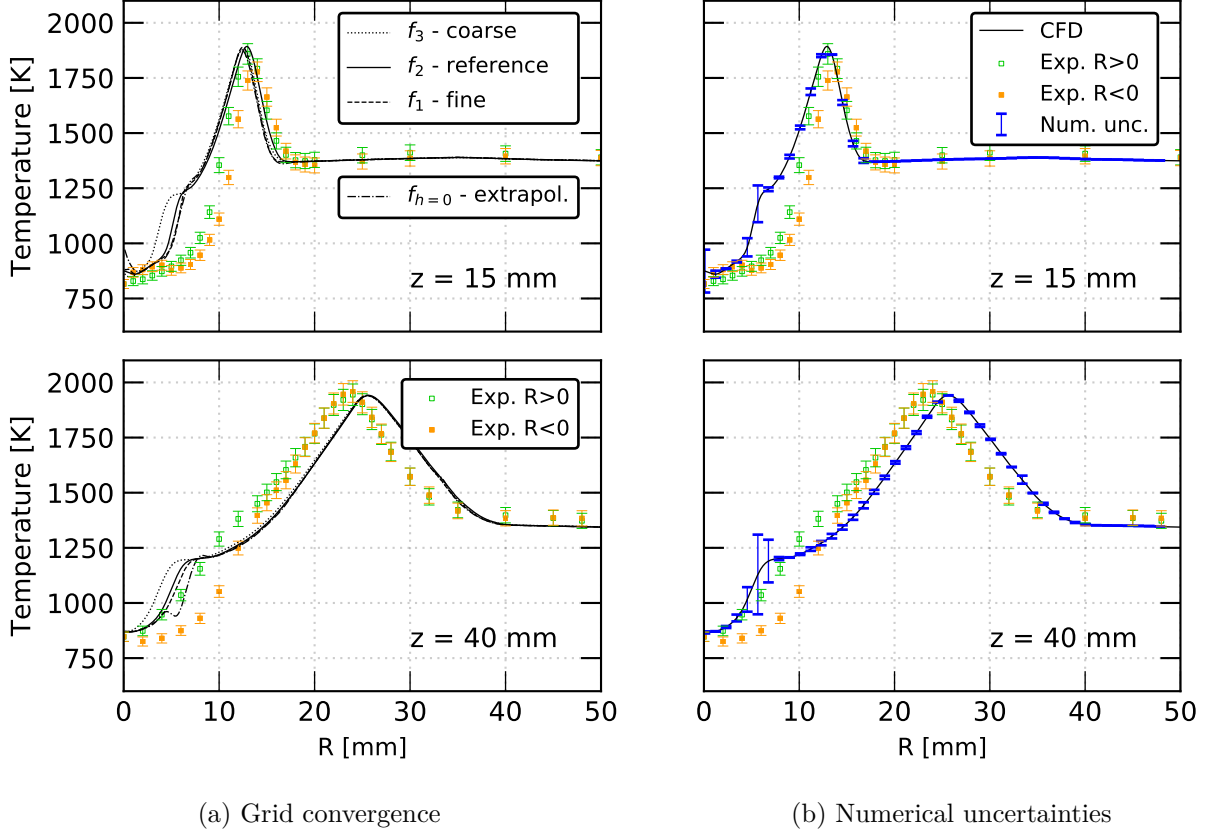 2000
1750
1500
1250
1000
750
Temperature [K]
f3 - coarse
f2 - reference
f1 - fine
fh=0 - extrapol.
z = 15 mm
CFD
Exp. R>0
Exp. R<0
Num. unc.
z = 15 mm
2000
1750
1500
1250
1000
750
Temperature [K]
Exp. R>0
Exp. R<0
z = 40 mm
0 10 20 30 40 50
R [mm]
z = 40 mm
0 10 20 30 40 50
R [mm]
(a) Grid convergence
(b) Numerical uncertainties